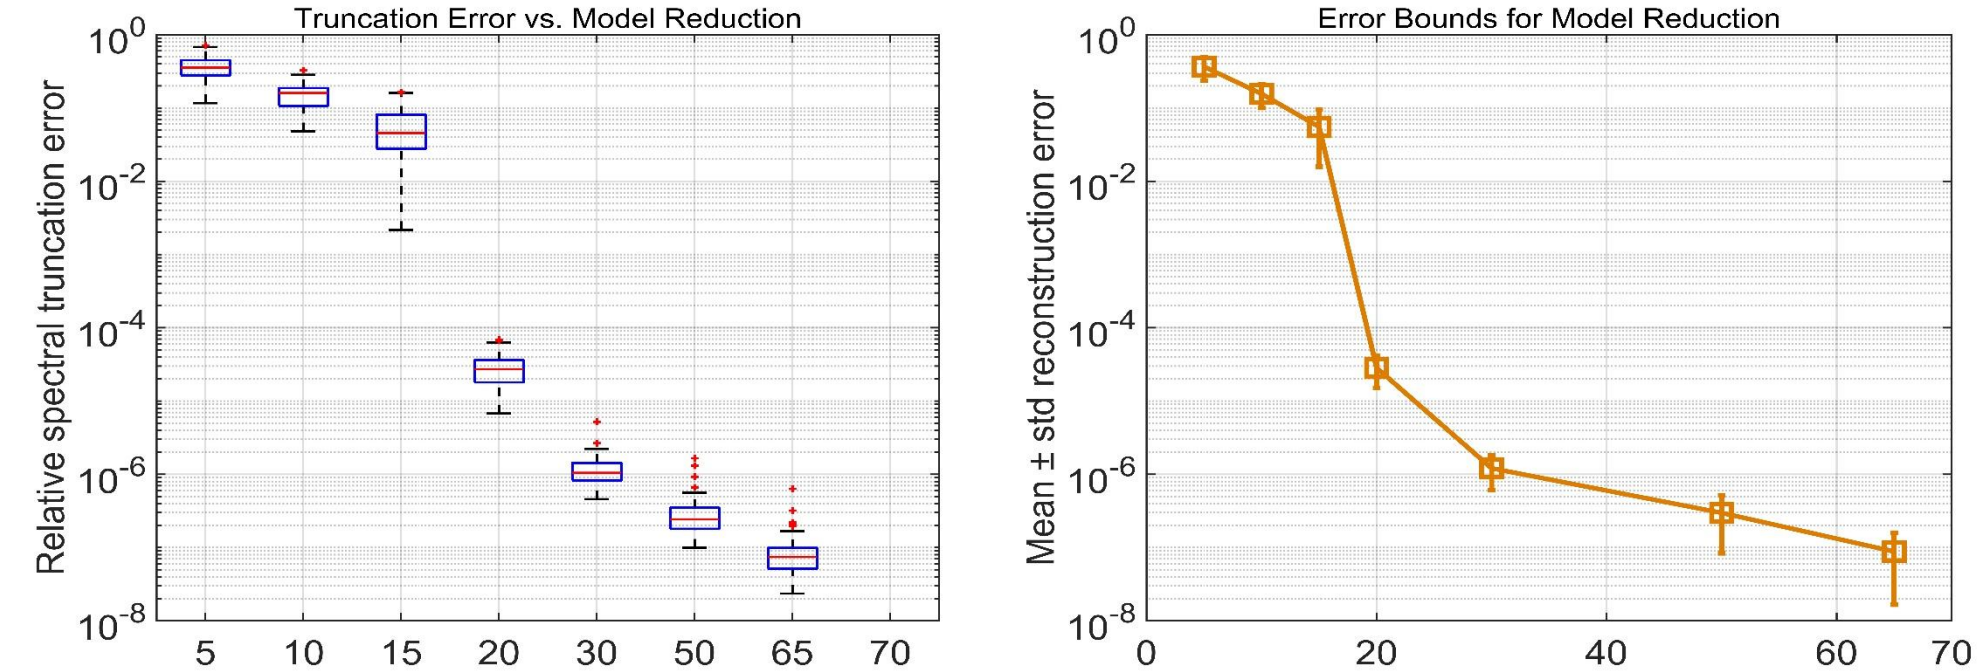 Truncation Error vs. Model Reduction
Relative spectral truncation error
10^0
10^-2
10^-4
10^-6
10^-8
5 10 15 20 30 50 65 70
Error Bounds for Model Reduction
Mean ± std reconstruction error
10^0
10^-2
10^-4
10^-6
10^-8
0 20 40 60 70